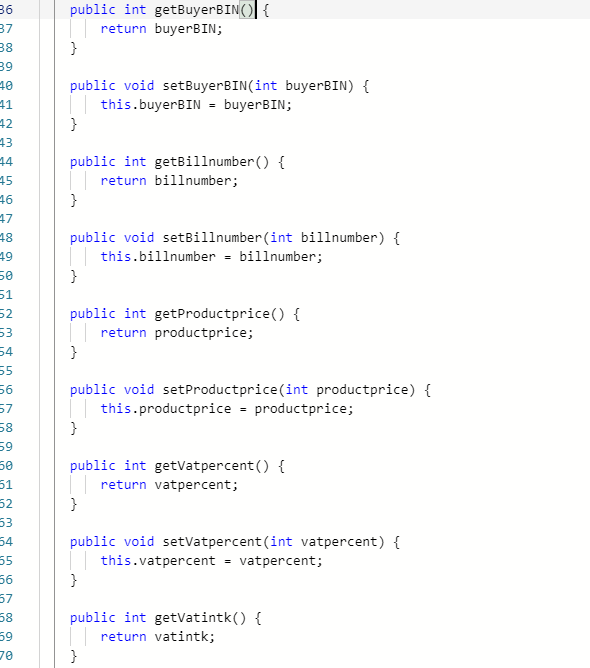 36 public int getBuyerBIN() {
37 return buyerBIN;
38 }
39
40 public void setBuyerBIN(int buyerBIN) {
41 this.buyerBIN = buyerBIN;
42 }
43
44 public int getBillnumber() {
45 return billnumber;
46 }
47
48 public void setBillnumber(int billnumber) {
49 this.billnumber = billnumber;
50 }
51
52 public int getProductprice() {
53 return productprice;
54 }
55
56 public void setProductprice(int productprice) {
57 this.productprice = productprice;
58 }
59
60 public int getVatpercent() {
61 return vatpercent;
62 }
63
64 public void setVatpercent(int vatpercent) {
65 this.vatpercent = vatpercent;
66 }
67
68 public int getVatintk() {
69 return vatintk;
70 }